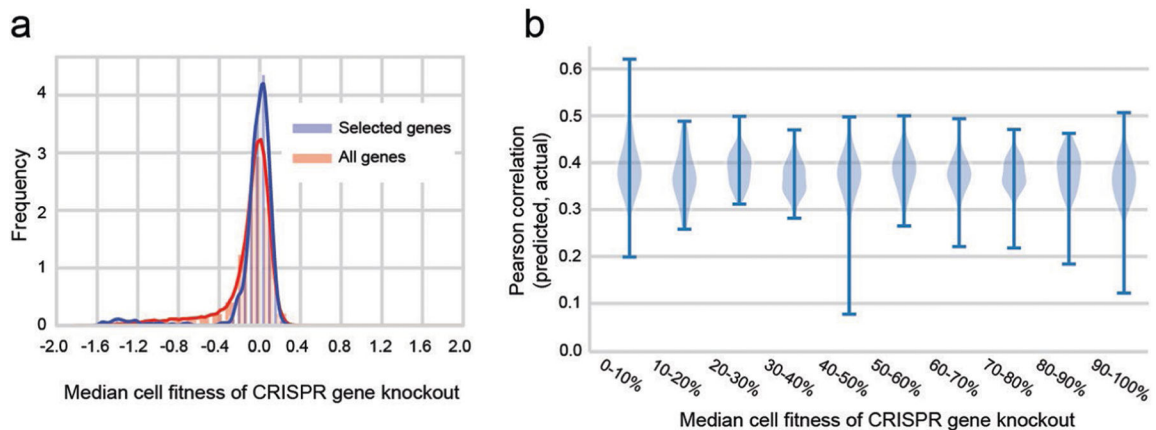 a
Frequency
4
3
2
1
0
Selected genes
All genes
-2.0 -1.6 -1.2 -0.8 -0.4 0.0 0.4 0.8 1.2 1.6 2.0
Median cell fitness of CRISPR gene knockout
b
Pearson correlation
(predicted, actual)
0.6
0.5
0.4
0.3
0.2
0.1
0.0
0-10% 10-20% 20-30% 30-40% 40-50% 50-60% 60-70% 70-80% 80-90% 90-100%
Median cell fitness of CRISPR gene knockout